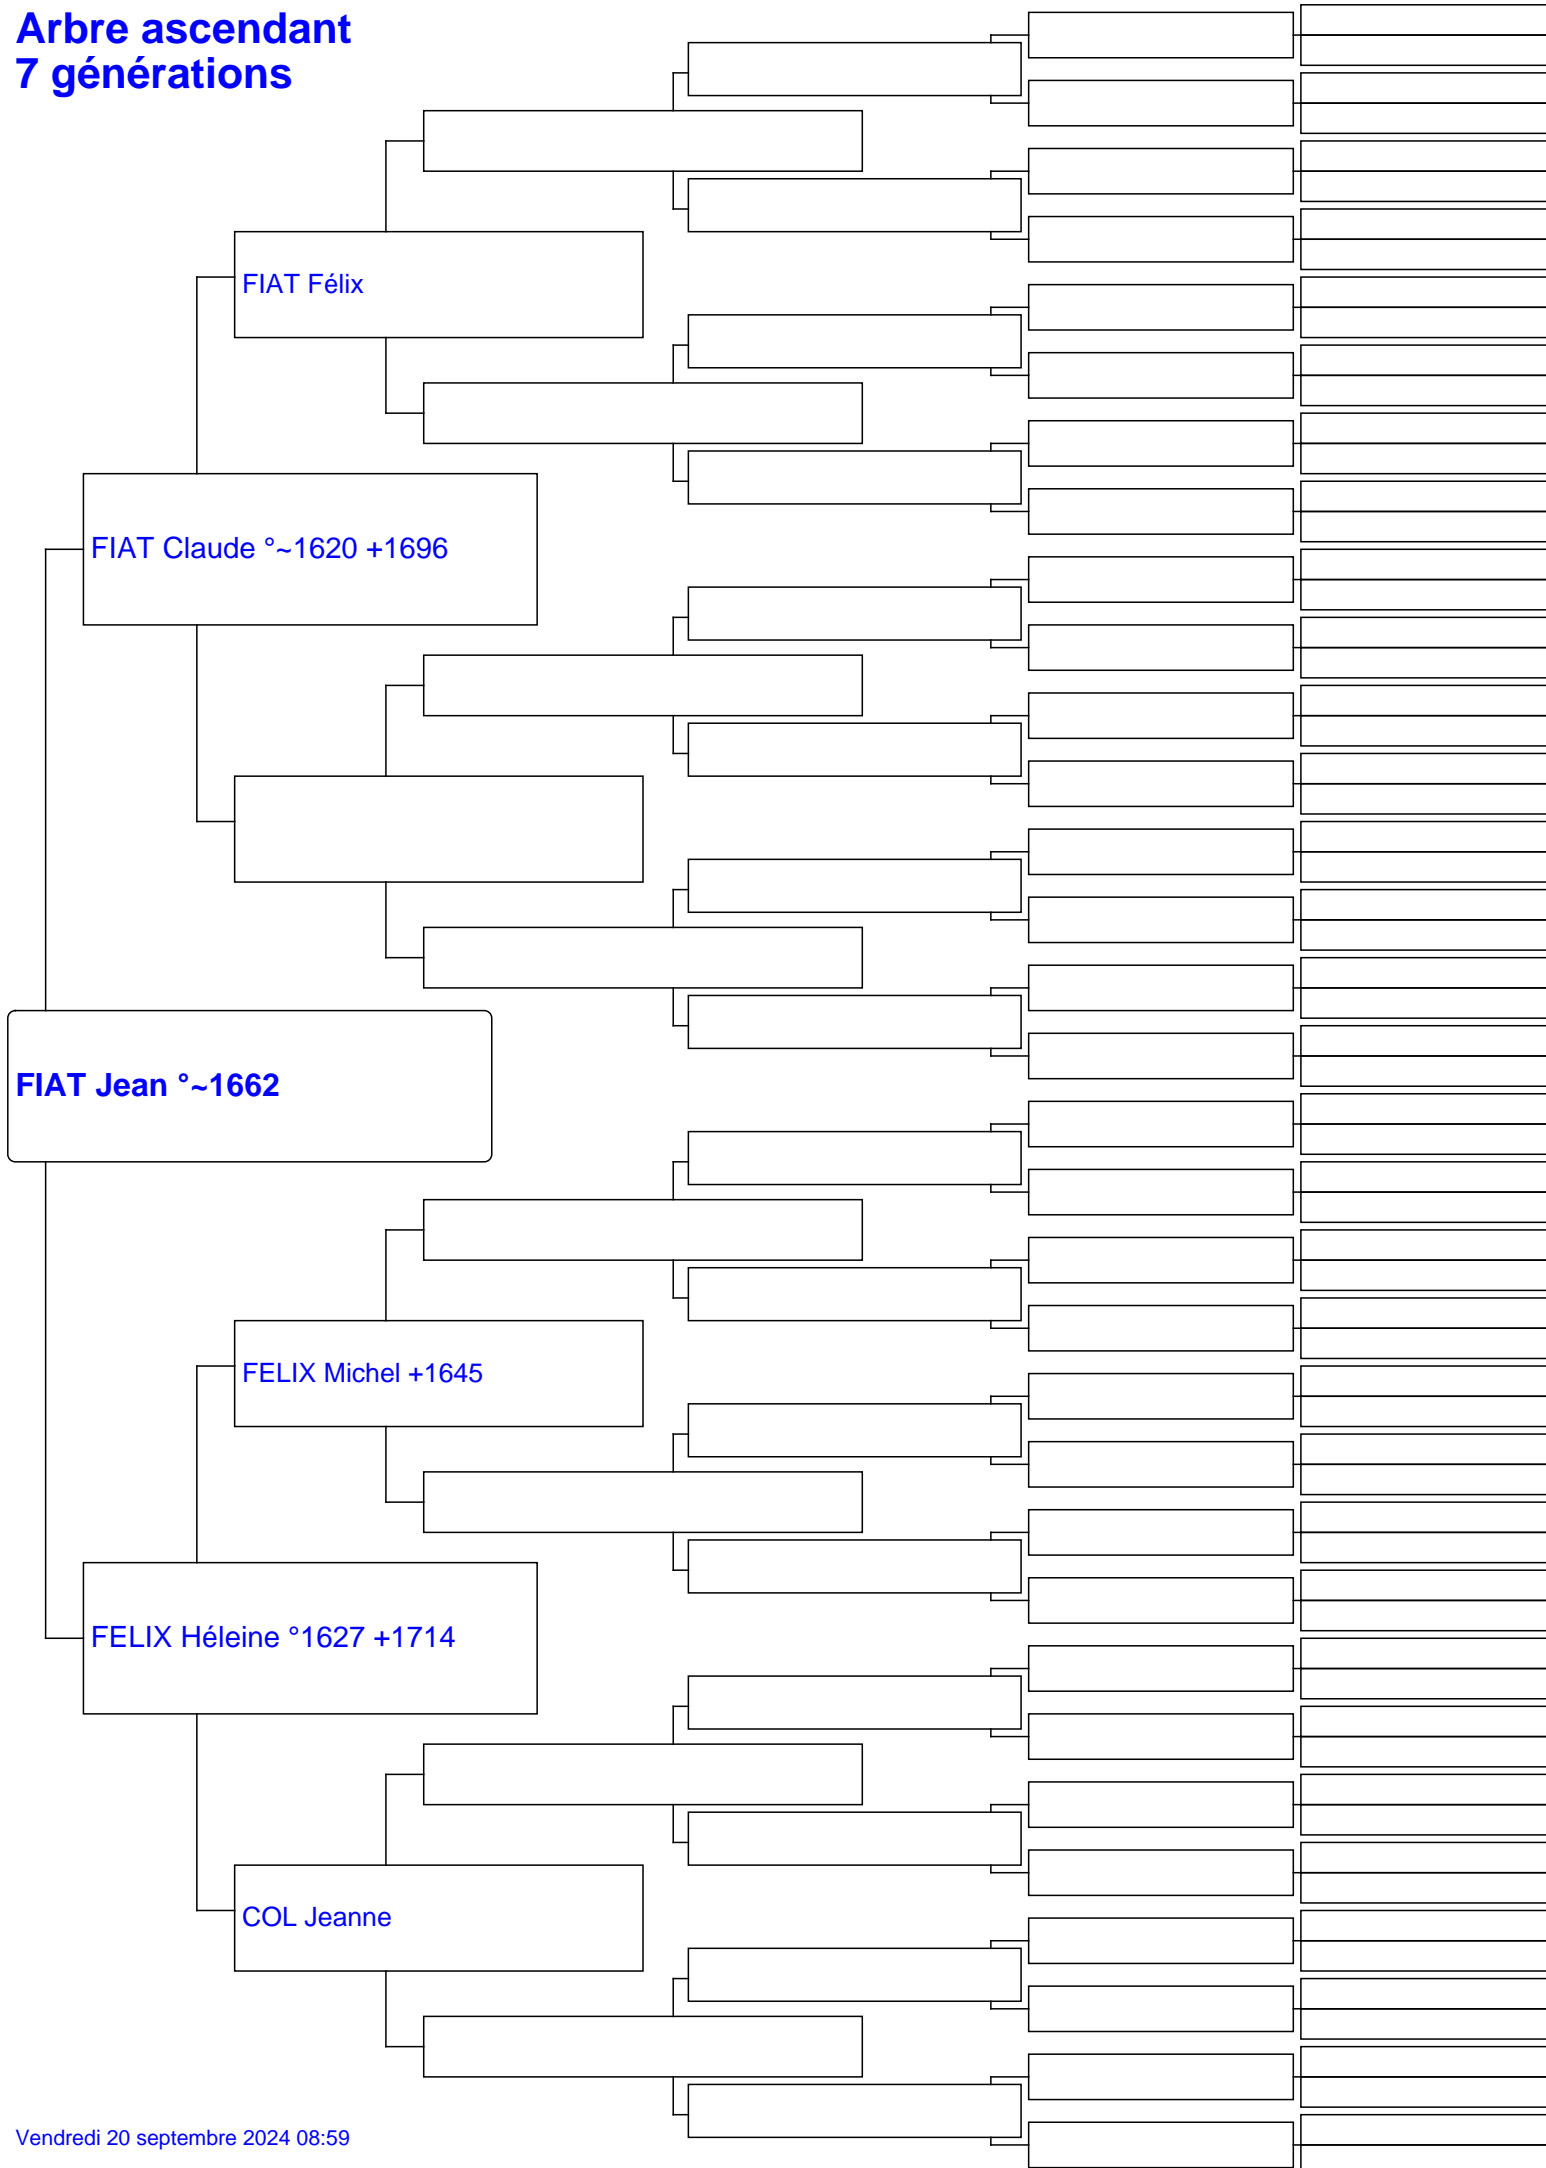 Arbre ascendant
7 générations
FIAT Félix
FIAT Claude °~1620 +1696
FIAT Jean °~1662
FELIX Michel +1645
FELIX Héleine °1627 +1714
COL Jeanne
Vendredi 20 septembre 2024 08:59